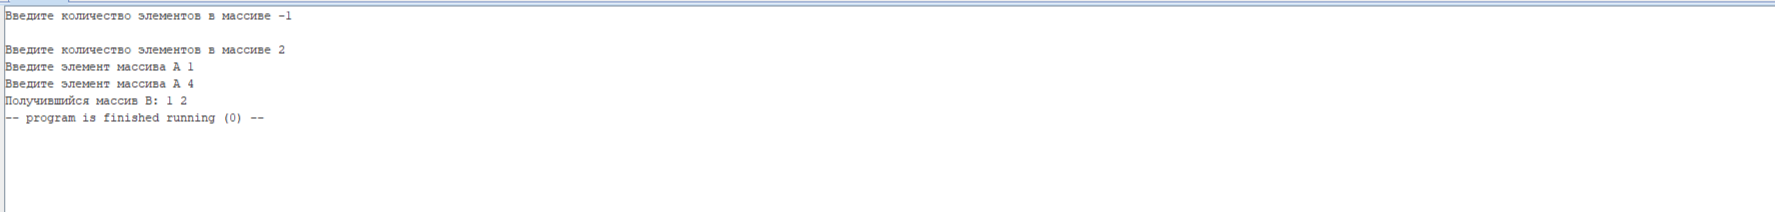 Введите количество элементов в массиве -1
Введите количество элементов в массиве 2
Введите элемент массива A 1
Введите элемент массива A 4
Получившийся массив B: 1 2
-- program is finished running (0) --